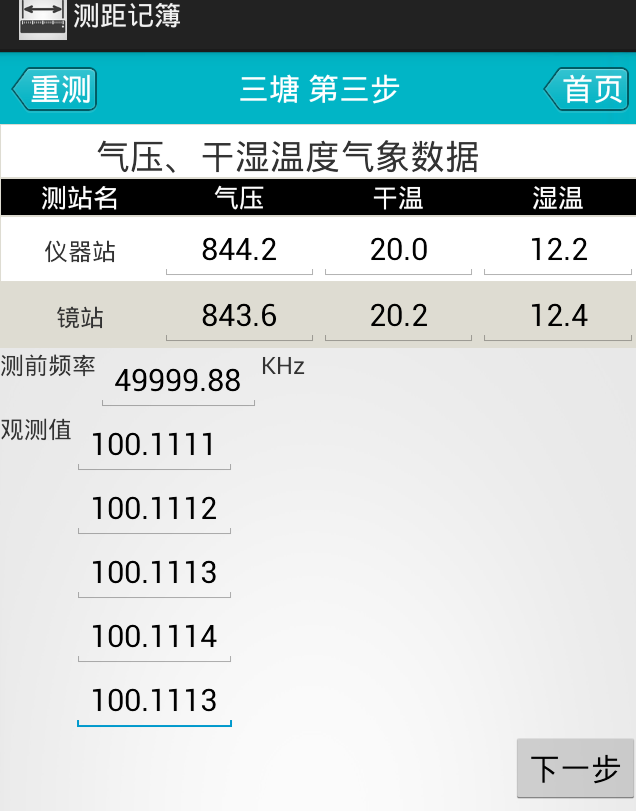 测距记簿
重测 三塘 第三步 首页
气压、干湿温度气象数据
测站名 气压 干温 湿温
仪器站 844.2 20.0 12.2
镜站 843.6 20.2 12.4
测前频率 49999.88 KHz
观测值 100.1111
100.1112
100.1113
100.1114
100.1113
下一步